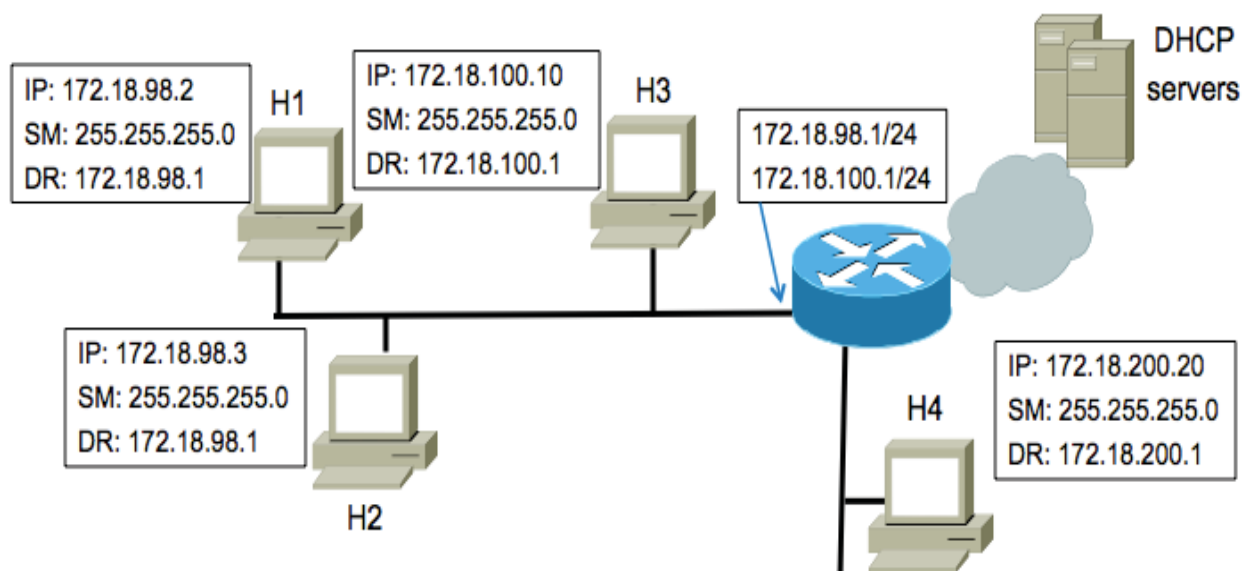 DHCP
servers
IP: 172.18.98.2
SM: 255.255.255.0
DR: 172.18.98.1
H1
IP: 172.18.100.10
SM: 255.255.255.0
DR: 172.18.100.1
H3
172.18.98.1/24
172.18.100.1/24
IP: 172.18.98.3
SM: 255.255.255.0
DR: 172.18.98.1
H2
H4
IP: 172.18.200.20
SM: 255.255.255.0
DR: 172.18.200.1